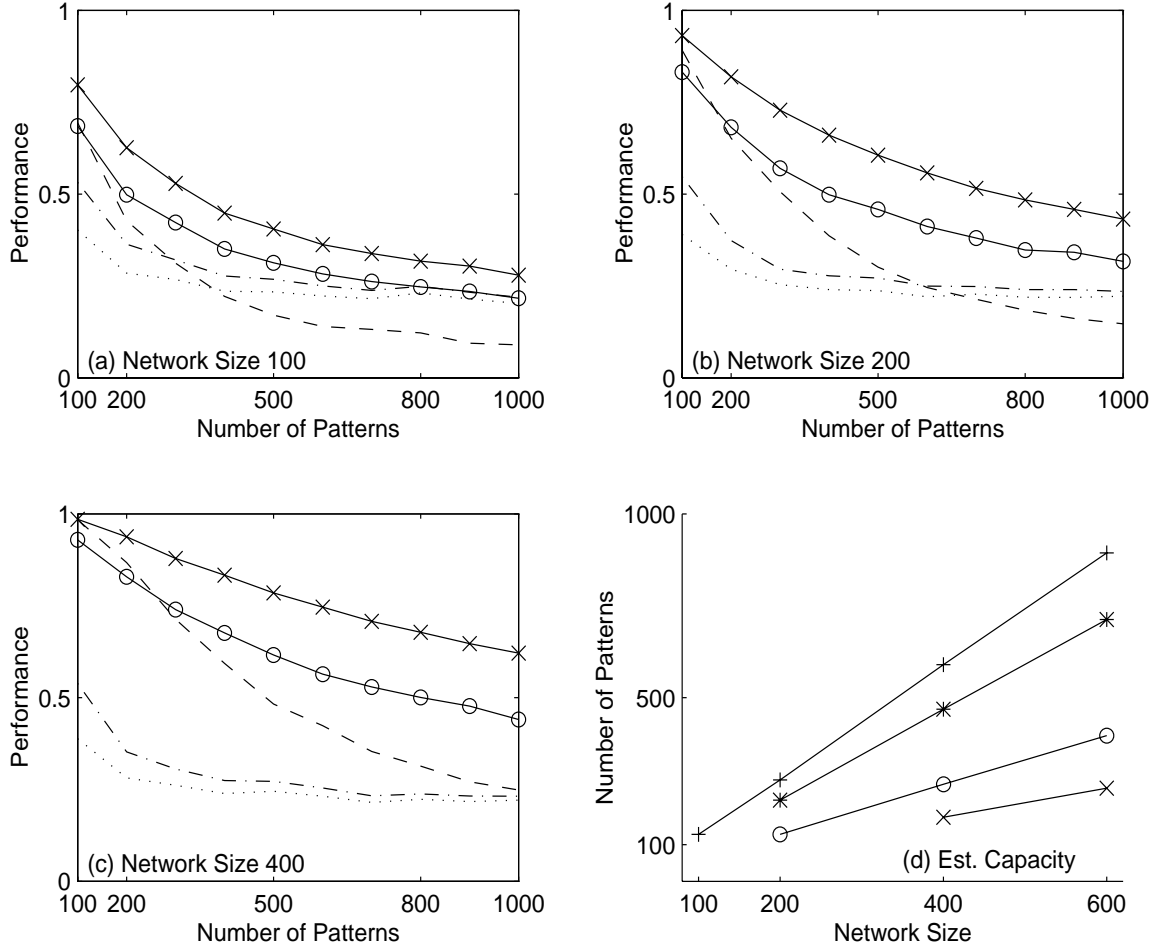 1
0.5
0
Performance
100 200 500 800 1000
Number of Patterns
(a) Network Size 100
1
0.5
0
Performance
100 200 500 800 1000
Number of Patterns
(b) Network Size 200
1
0.5
0
Performance
100 200 500 800 1000
Number of Patterns
(c) Network Size 400
1000
500
100
Number of Patterns
100 200 400 600
Network Size
(d) Est. Capacity